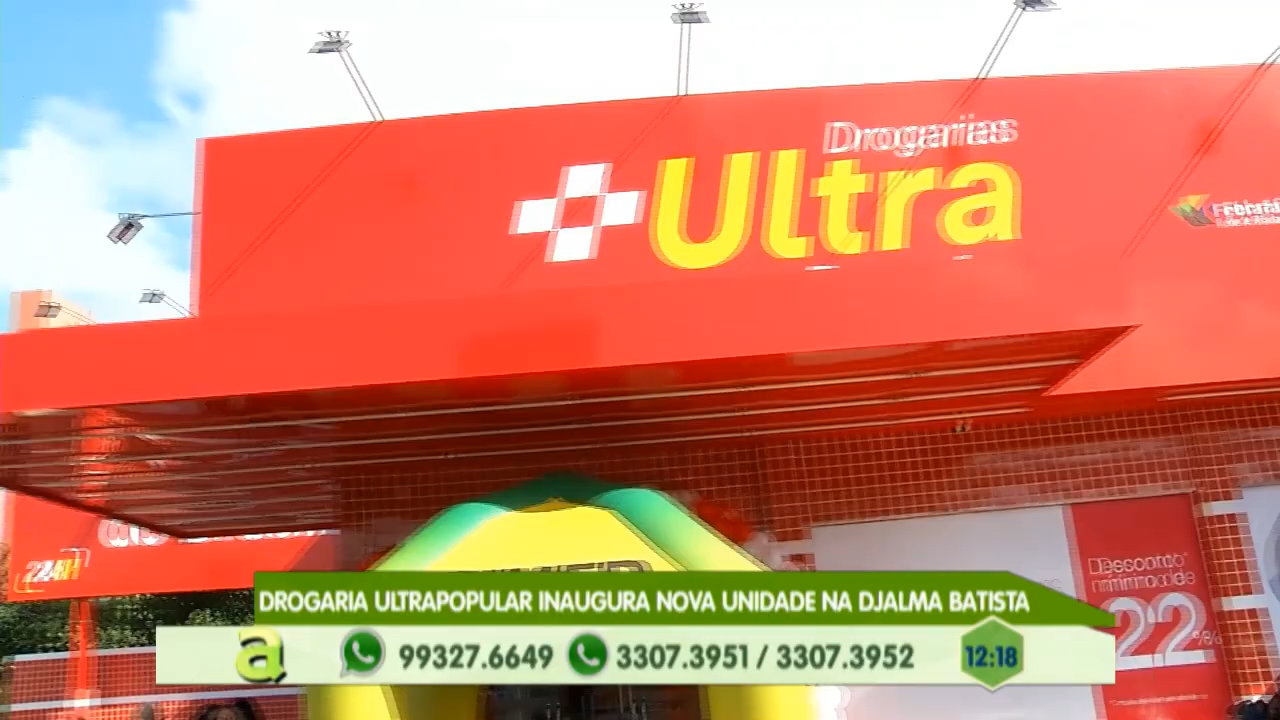 Drogarias
Ultra
24H
Desconto
mínimo de
22%
DROGARIA ULTRAPOPULAR INAUGURA NOVA UNIDADE NA DJALMA BATISTA
a 99327.6649 3307.3951 / 3307.3952 12:18